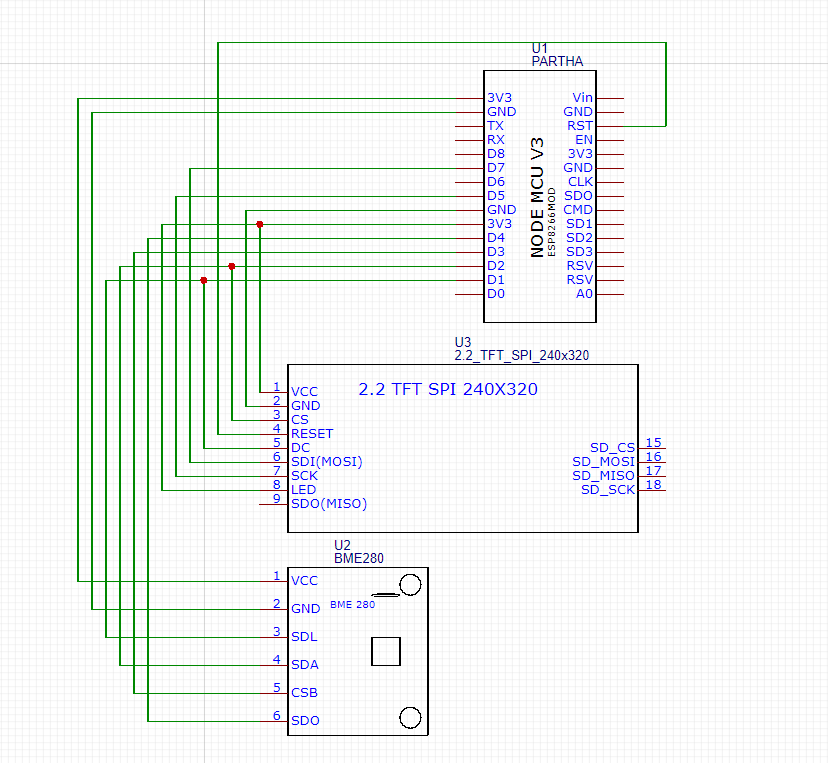 U1
PARTHA
3V3 Vin
GND GND
TX RST
RX EN
D8 3V3
D7 GND
D6 CLK
D5 SDO
GND CMD
3V3 SD1
D4 SD2
D3 SD3
D2 RSV
D1 RSV
D0 A0
NODE MCU V3
ESP8266MOD
U3
2.2_TFT_SPI_240x320
2.2 TFT SPI 240X320
1 VCC
2 GND
3 CS
4 RESET
5 DC
6 SDI(MOSI)
7 SCK
8 LED
9 SDO(MISO)
SD_CS 15
SD_MOSI 16
SD_MISO 17
SD_SCK 18
U2
BME280
1 VCC
2 GND
BME 280
3 SDL
4 SDA
5 CSB
6 SDO